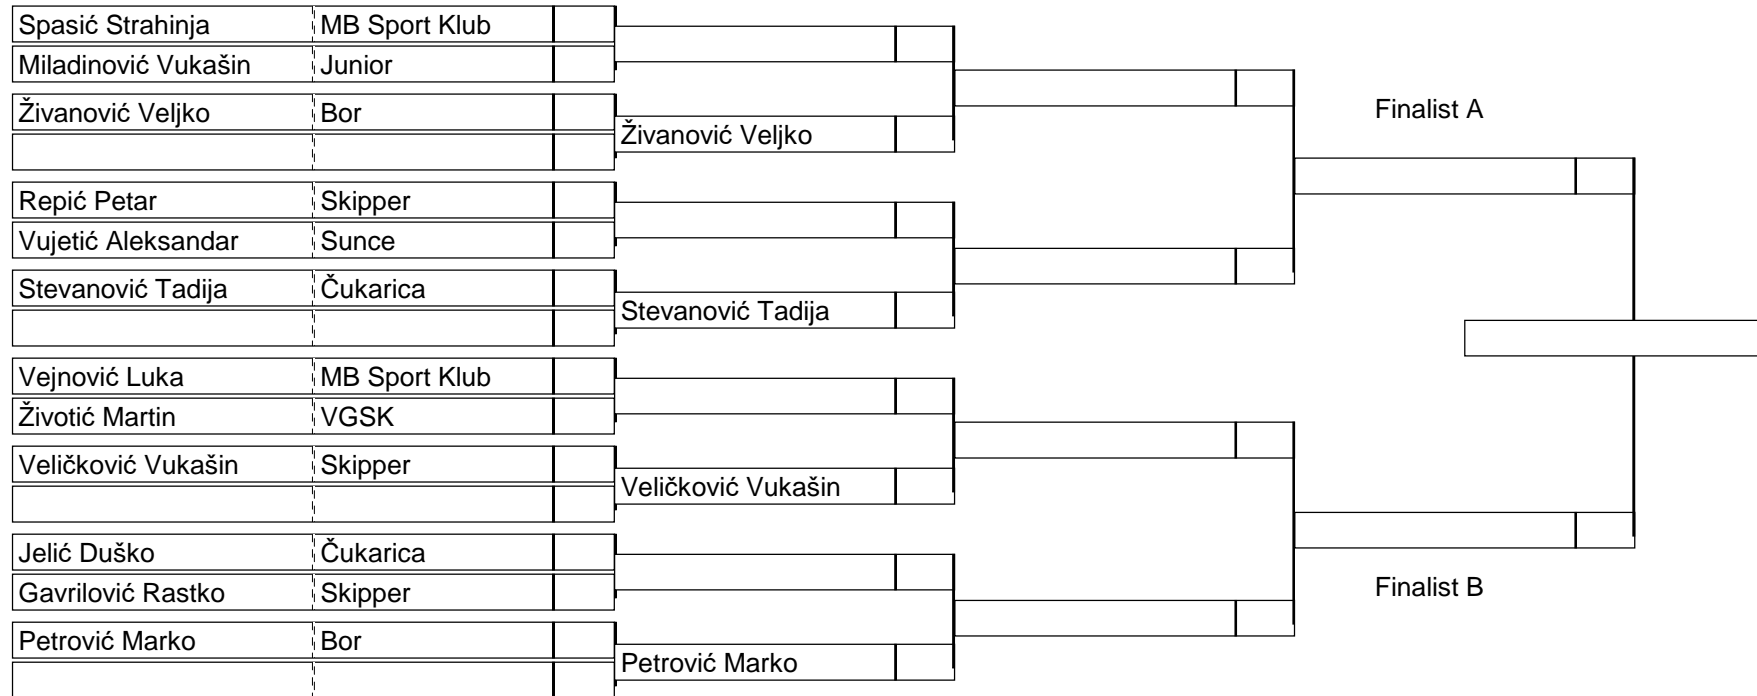 Spasić Strahinja MB Sport Klub
Miladinović Vukašin Junior
Živanović Veljko Bor
Živanović Veljko
Repić Petar Skipper
Vujetić Aleksandar Sunce
Stevanović Tadija Čukarica
Stevanović Tadija
Vejnović Luka MB Sport Klub
Životić Martin VGSK
Veličković Vukašin Skipper
Veličković Vukašin
Jelić Duško Čukarica
Gavrilović Rastko Skipper
Petrović Marko Bor
Petrović Marko
Finalist A
Finalist B